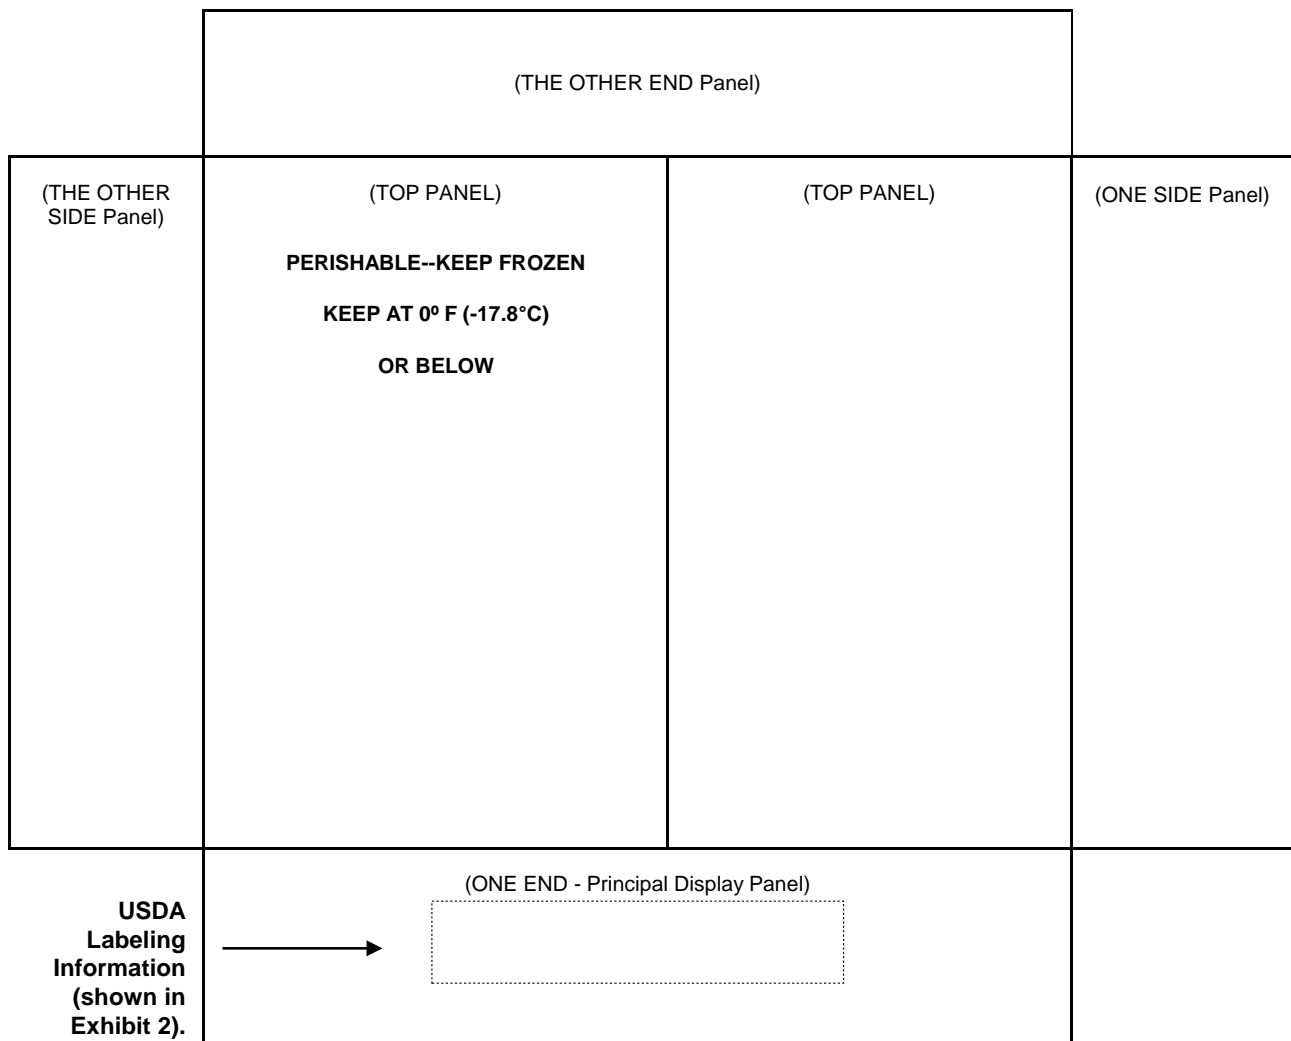 (THE OTHER END Panel)
(THE OTHER
SIDE Panel)
(TOP PANEL)
(TOP PANEL)
(ONE SIDE Panel)
PERISHABLE--KEEP FROZEN
KEEP AT 0º F (-17.8°C)
OR BELOW
(ONE END - Principal Display Panel)
USDA
Labeling
Information
(shown in
Exhibit 2).